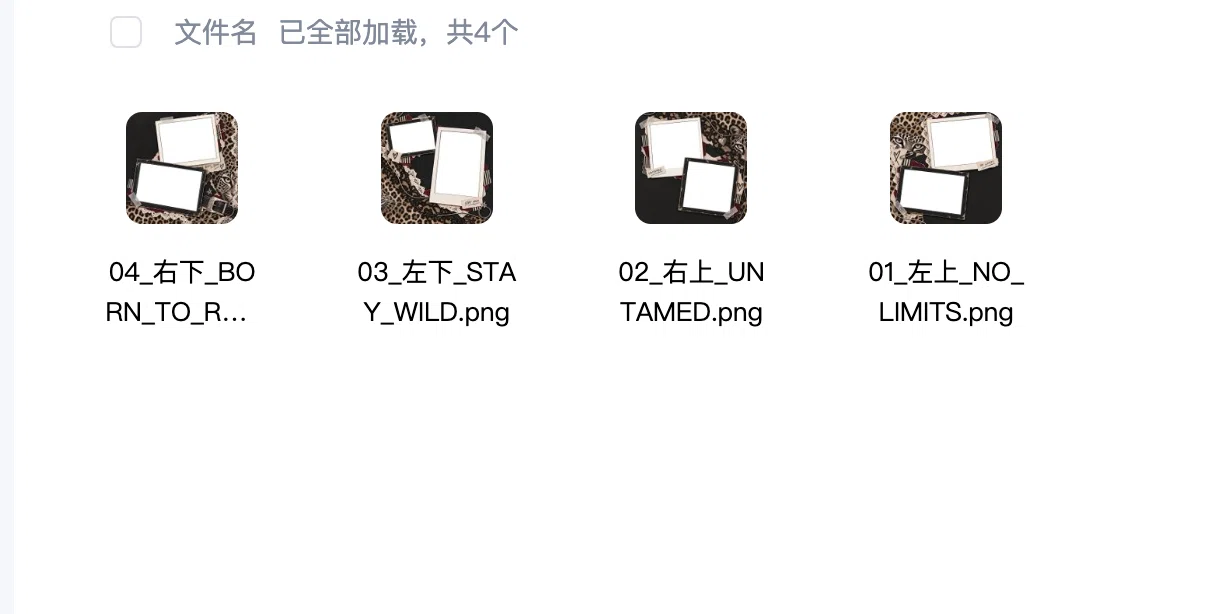 文件名 已全部加载，共4个
04_右下_BO
RN_TO_R...
03_左下_STA
Y_WILD.png
02_右上_UN
TAMED.png
01_左上_NO_
LIMITS.png